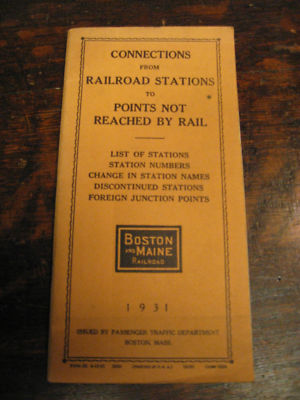 CONNECTIONS
FROM
RAILROAD STATIONS
TO
POINTS NOT
REACHED BY RAIL
LIST OF STATIONS
STATION NUMBERS
CHANGE IN STATION NAMES
DISCONTINUED STATIONS
FOREIGN JUNCTION POINTS
BOSTON
AND MAINE
RAILROAD
1931
ISSUED BY PASSENGER TRAFFIC DEPARTMENT
BOSTON, MASS.